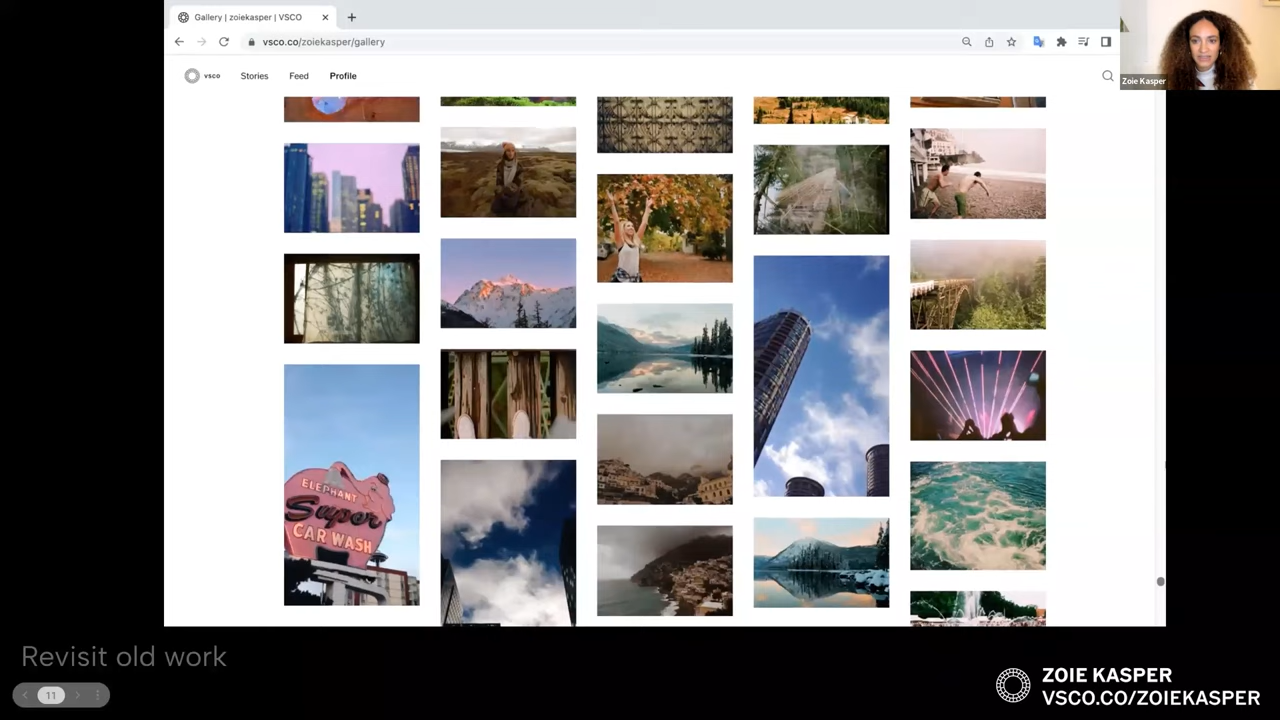 Gallery | zoiekasper | VSCO
vsco.co/zoiekasper/gallery
vsco
Stories
Feed
Profile
Zoie Kasper
ELEPHANT
Super
CAR WASH
Revisit old work
11
ZOIE KASPER
VSCO.CO/ZOIEKASPER